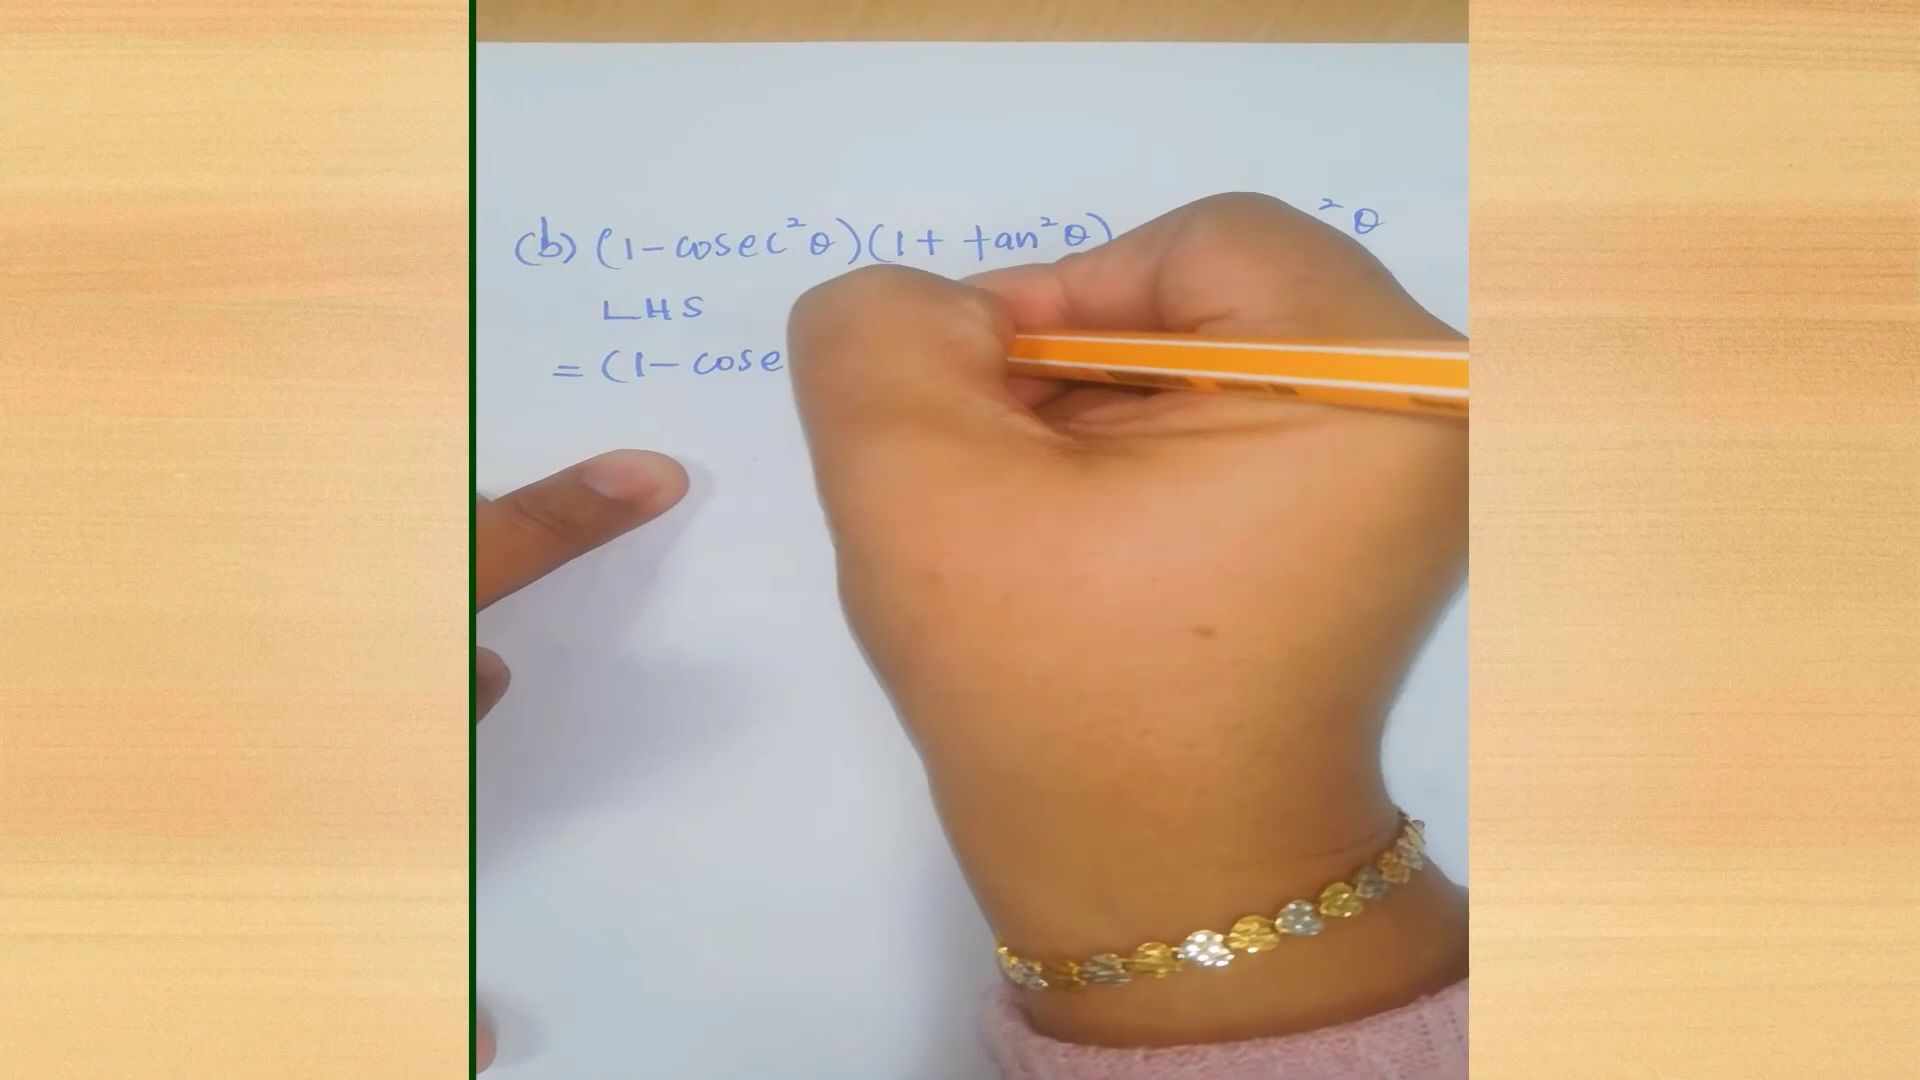 (b) (1 - cosec²θ)(1 + tan²θ) ²θ
LHS
= (1 - cose